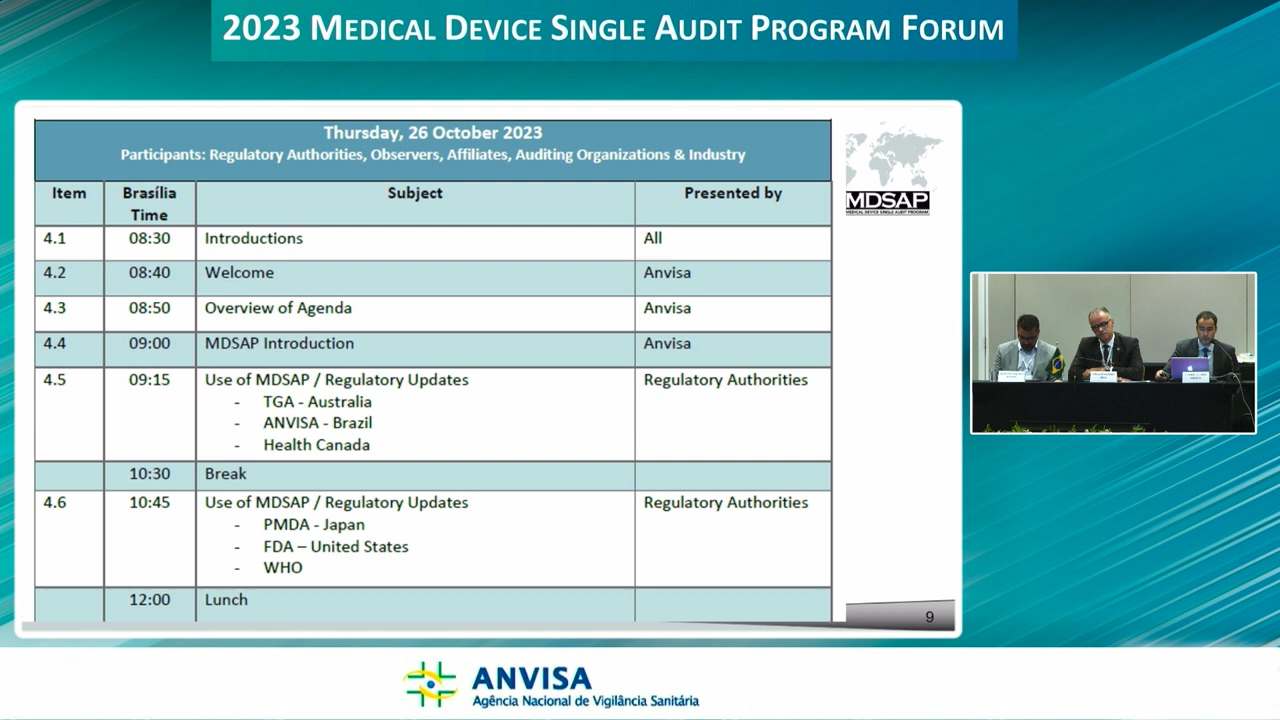 2023 MEDICAL DEVICE SINGLE AUDIT PROGRAM FORUM
Thursday, 26 October 2023
Participants: Regulatory Authorities, Observers, Affiliates, Auditing Organizations & Industry
Item Brasília Time Subject Presented by
4.1 08:30 Introductions All
4.2 08:40 Welcome Anvisa
4.3 08:50 Overview of Agenda Anvisa
4.4 09:00 MDSAP Introduction Anvisa
4.5 09:15 Use of MDSAP / Regulatory Updates Regulatory Authorities
- TGA - Australia
- ANVISA - Brazil
- Health Canada
10:30 Break
4.6 10:45 Use of MDSAP / Regulatory Updates Regulatory Authorities
- PMDA - Japan
- FDA – United States
- WHO
12:00 Lunch
MDSAP
MEDICAL DEVICE SINGLE AUDIT PROGRAM
9
ANVISA
Agência Nacional de Vigilância Sanitária